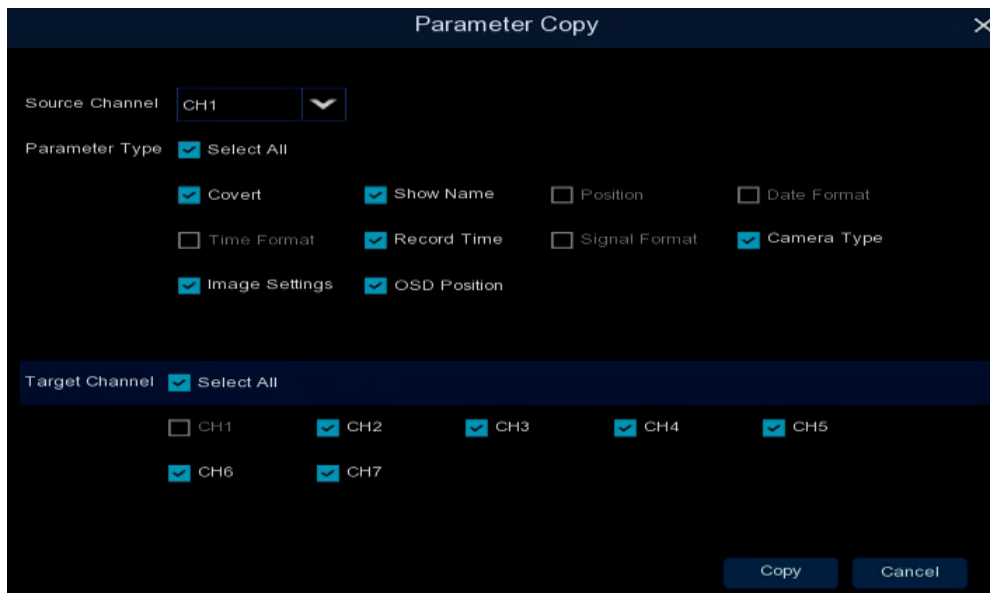 Parameter Copy
Source Channel CH1
Parameter Type Select All
Covert Show Name Position Date Format
Time Format Record Time Signal Format Camera Type
Image Settings OSD Position
Target Channel Select All
CH1 CH2 CH3 CH4 CH5
CH6 CH7
Copy Cancel